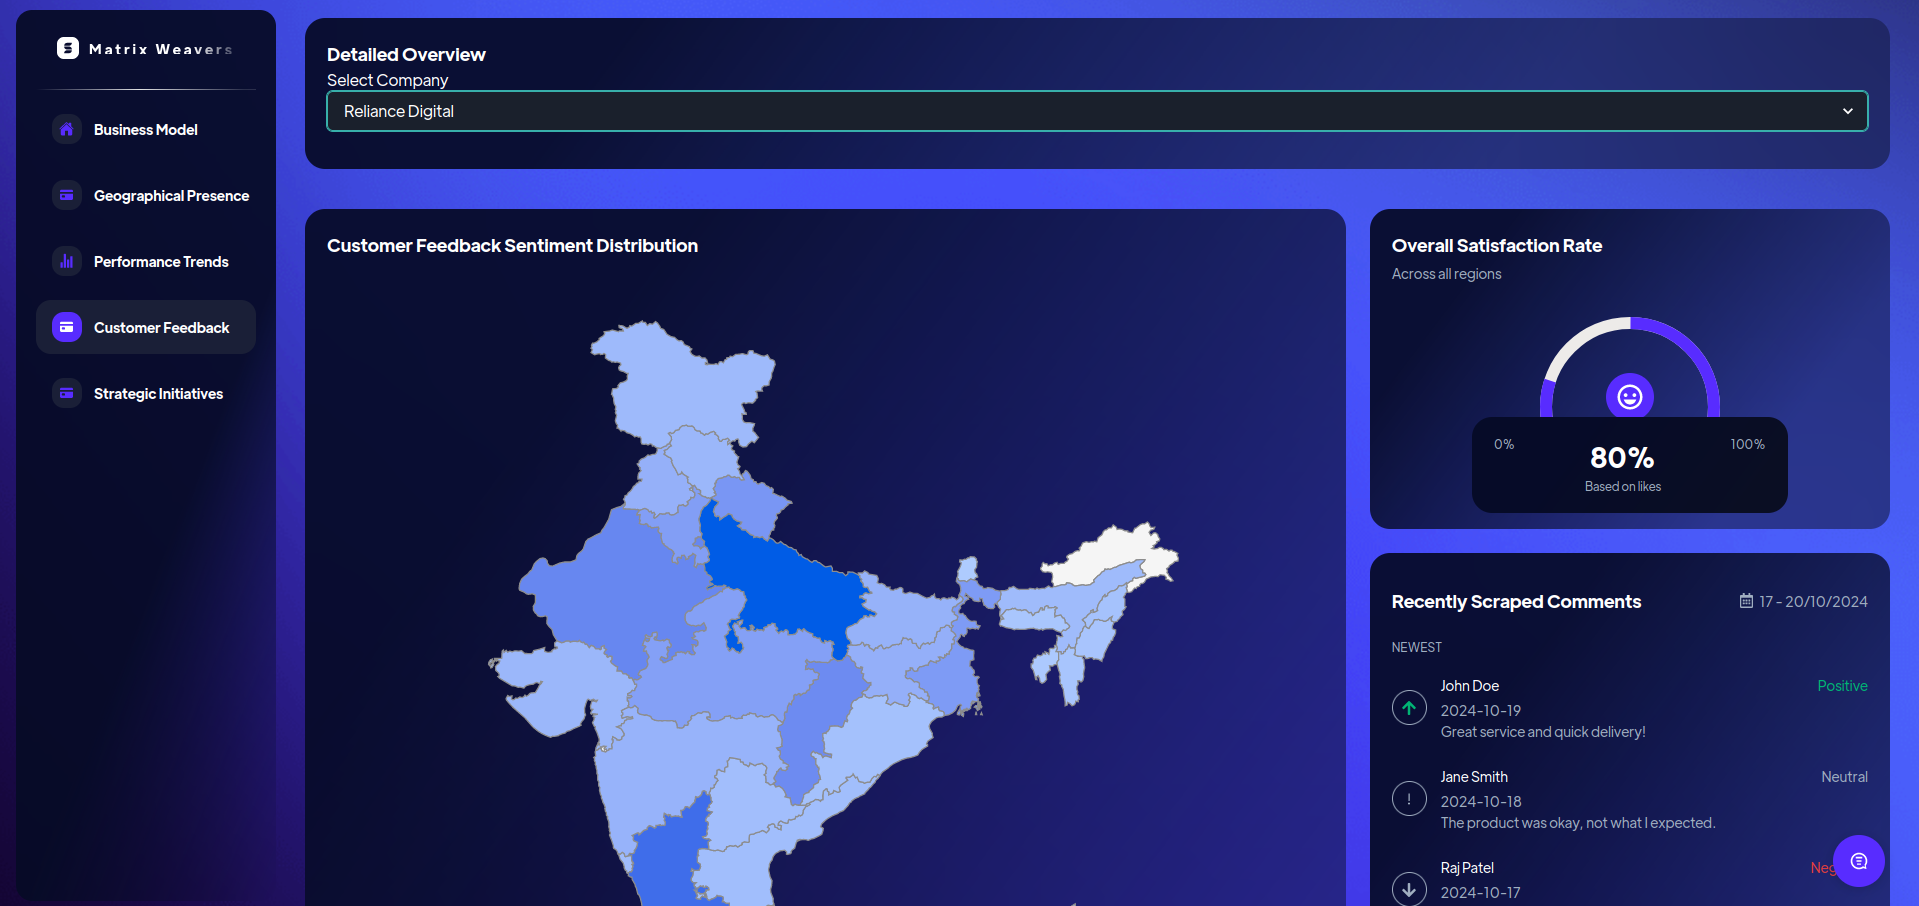 Matrix Weavers
Business Model
Geographical Presence
Performance Trends
Customer Feedback
Strategic Initiatives
Detailed Overview
Select Company
Reliance Digital
Customer Feedback Sentiment Distribution
Overall Satisfaction Rate
Across all regions
0%
80%
100%
Based on likes
Recently Scraped Comments
17 - 20/10/2024
NEWEST
John Doe
Positive
2024-10-19
Great service and quick delivery!
Jane Smith
Neutral
2024-10-18
The product was okay, not what I expected.
Raj Patel
Neg
2024-10-17